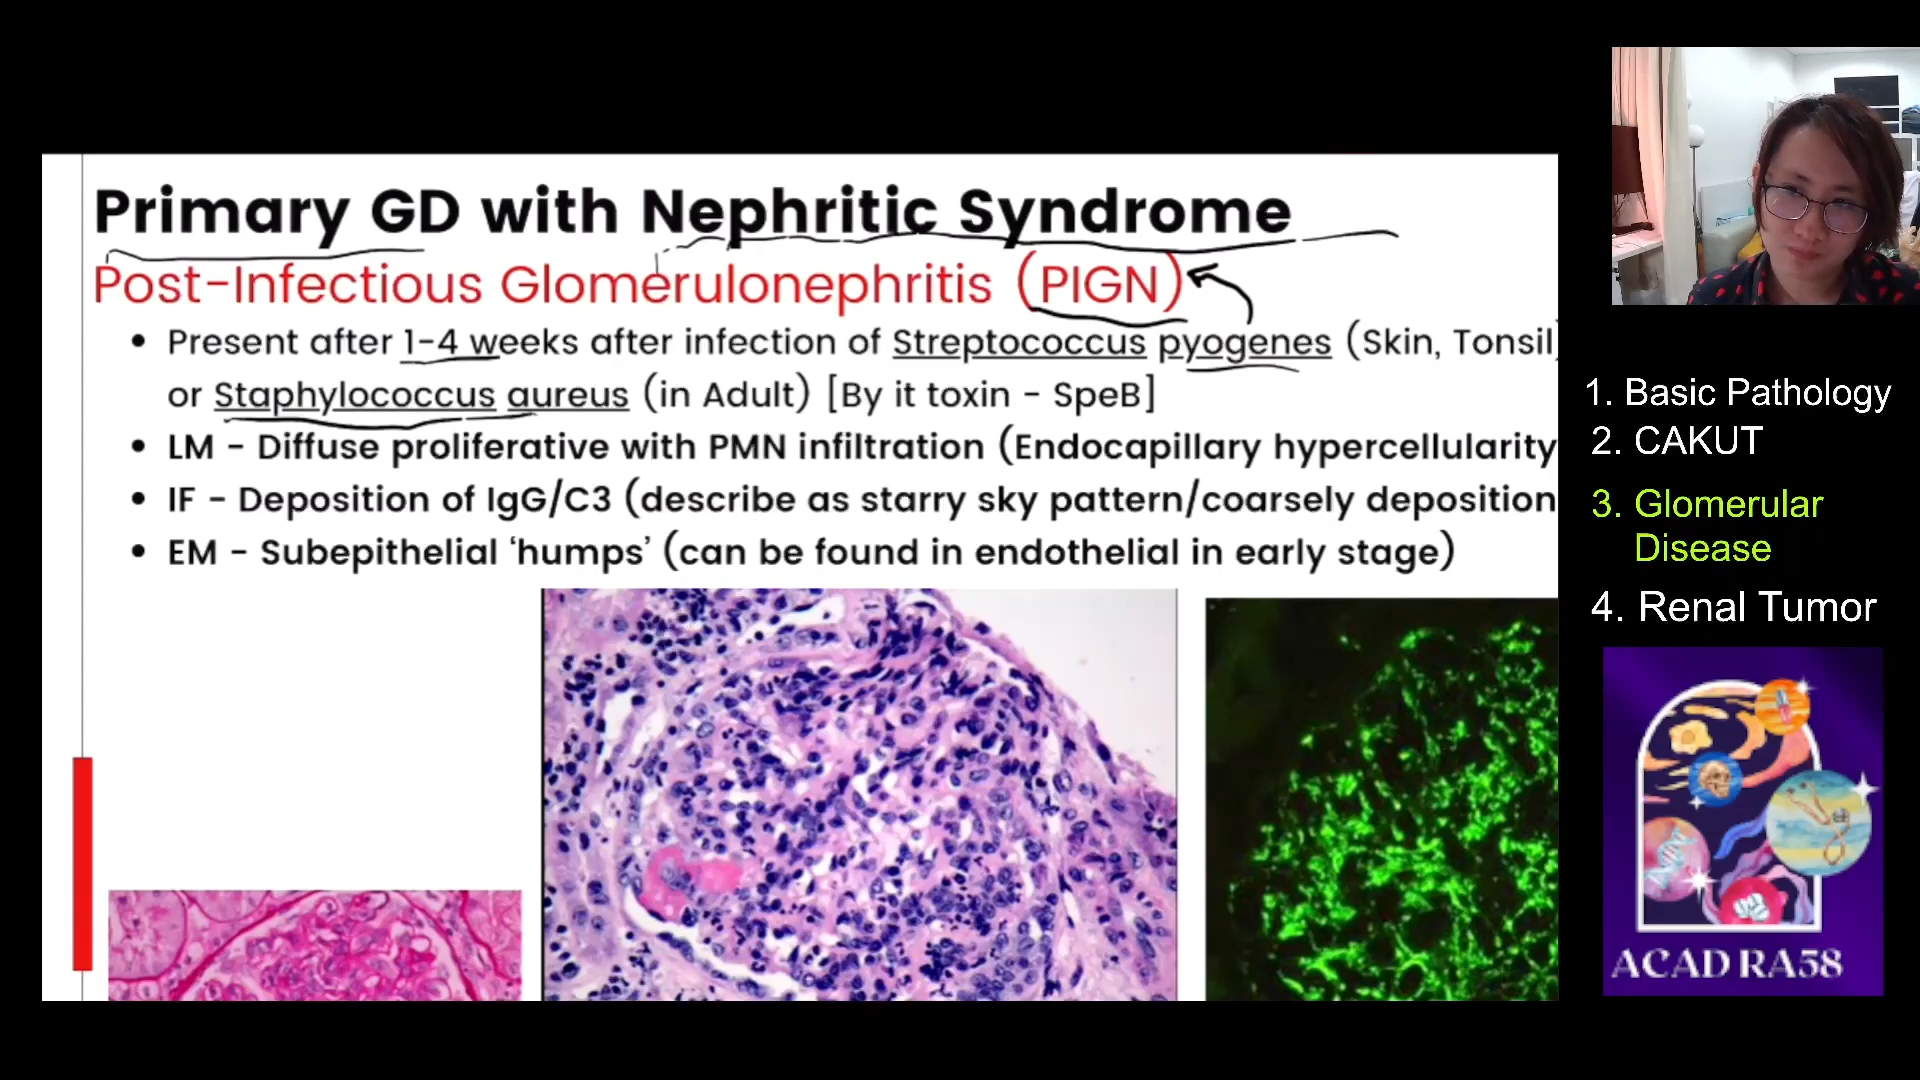 Primary GD with Nephritic Syndrome
Post-Infectious Glomerulonephritis (PIGN)
• Present after 1-4 weeks after infection of Streptococcus pyogenes (Skin, Tonsil)
or Staphylococcus aureus (in Adult) [By it toxin - SpeB]
• LM - Diffuse proliferative with PMN infiltration (Endocapillary hypercellularity
• IF - Deposition of IgG/C3 (describe as starry sky pattern/coarsely deposition
• EM - Subepithelial ‘humps’ (can be found in endothelial in early stage)
1. Basic Pathology
2. CAKUT
3. Glomerular
Disease
4. Renal Tumor
ACAD RA58